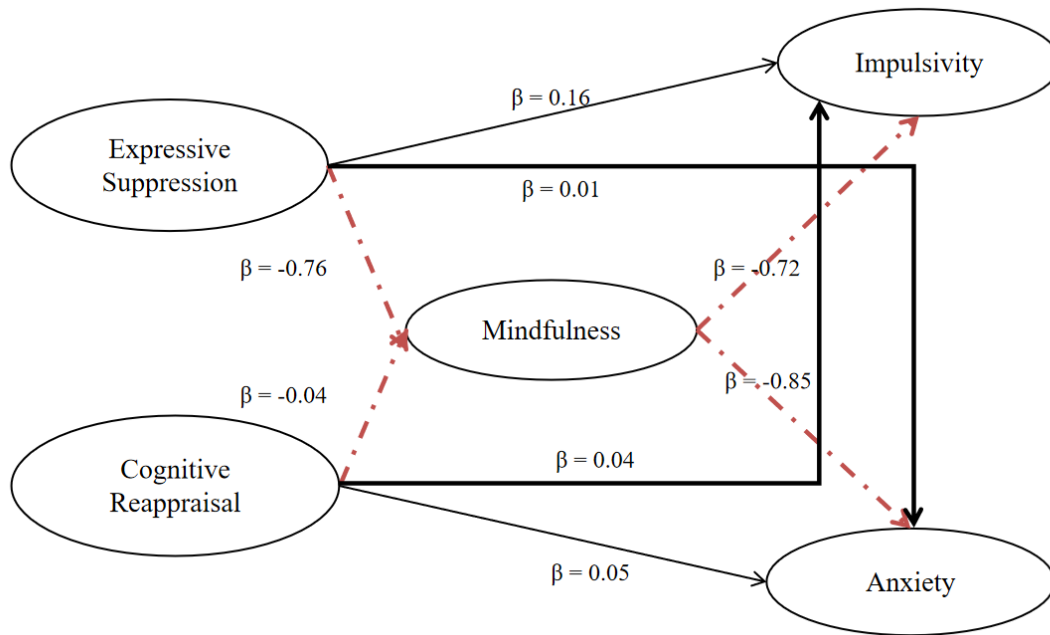 Impulsivity
β = 0.16
Expressive
Suppression
β = 0.01
β = -0.76
β = -0.72
Mindfulness
β = -0.85
β = -0.04
β = 0.04
Cognitive
Reappraisal
β = 0.05
Anxiety